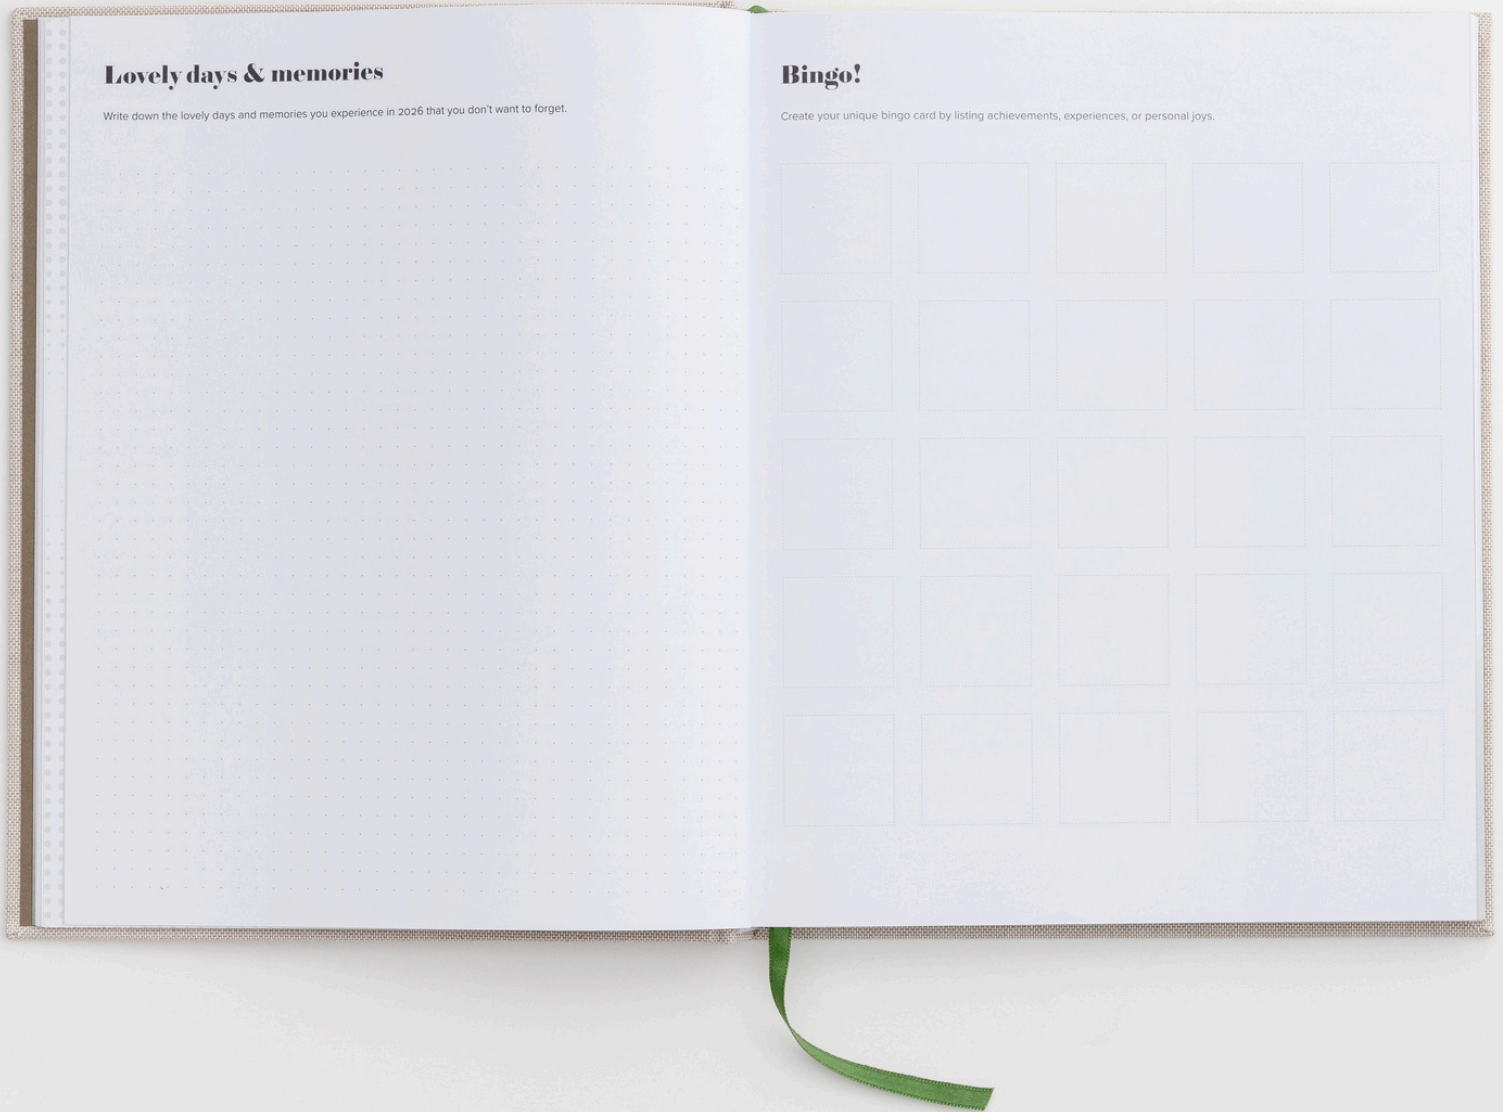 Lovely days & memories
Write down the lovely days and memories you experience in 2026 that you don't want to forget.
Bingo!
Create your unique bingo card by listing achievements, experiences, or personal joys.